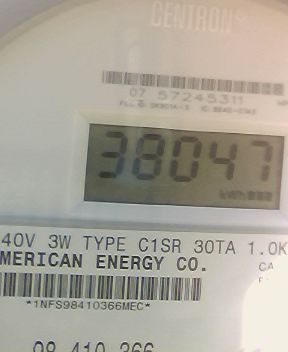 CENTRON®
07 57245311
38047
kWh
40V 3W TYPE C1SR 30TA 1.0K
MERICAN ENERGY CO.
CA
*1NFS98410366MEC*
98 410 366